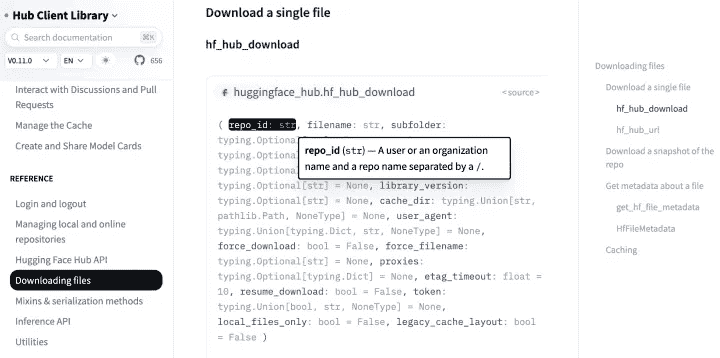 Hub Client Library
Search documentation
⌘K
V0.11.0
EN
656
Interact with Discussions and Pull
Requests
Manage the Cache
Create and Share Model Cards
REFERENCE
Login and logout
Managing local and online
repositories
Hugging Face Hub API
Downloading files
Mixins & serialization methods
Inference API
Utilities
Download a single file
hf_hub_download
huggingface_hub.hf_hub_download
<source>
( repo_id: str, filename: str, subfolder:
typing.Optional
typing.
typing.
repo_id (str) — A user or an organization
name and a repo name separated by a /.
typing.Optional[str] = None, library_version:
typing.Optional[str] = None, cache_dir: typing.Union[str,
pathlib.Path, NoneType] = None, user_agent:
typing.Union[typing.Dict, str, NoneType] = None,
force_download: bool = False, force_filename:
typing.Optional[str] = None, proxies:
typing.Optional[typing.Dict] = None, etag_timeout: float =
10, resume_download: bool = False, token:
typing.Union[bool, str, NoneType] = None,
local_files_only: bool = False, legacy_cache_layout: bool
= False )
Downloading files
Download a single file
hf_hub_download
hf_hub_url
Download a snapshot of the
repo
Get metadata about a file
get_hf_file_metadata
HfFileMetadata
Caching